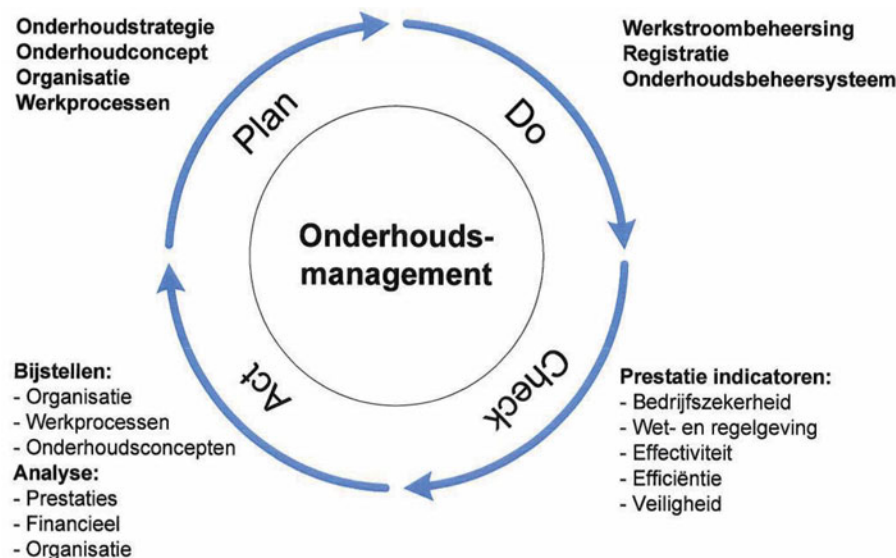 Onderhoudstrategie
Onderhoudconcept
Organisatie
Werkprocessen
Werkstroombeheersing
Registratie
Onderhoudsbeheersysteem
Plan
Do
Onderhouds-
management
Act
Check
Bijstellen:
- Organisatie
- Werkprocessen
- Onderhoudsconcepten
Analyse:
- Prestaties
- Financieel
- Organisatie
Prestatie indicatoren:
- Bedrijfszekerheid
- Wet- en regelgeving
- Effectiviteit
- Efficiëntie
- Veiligheid